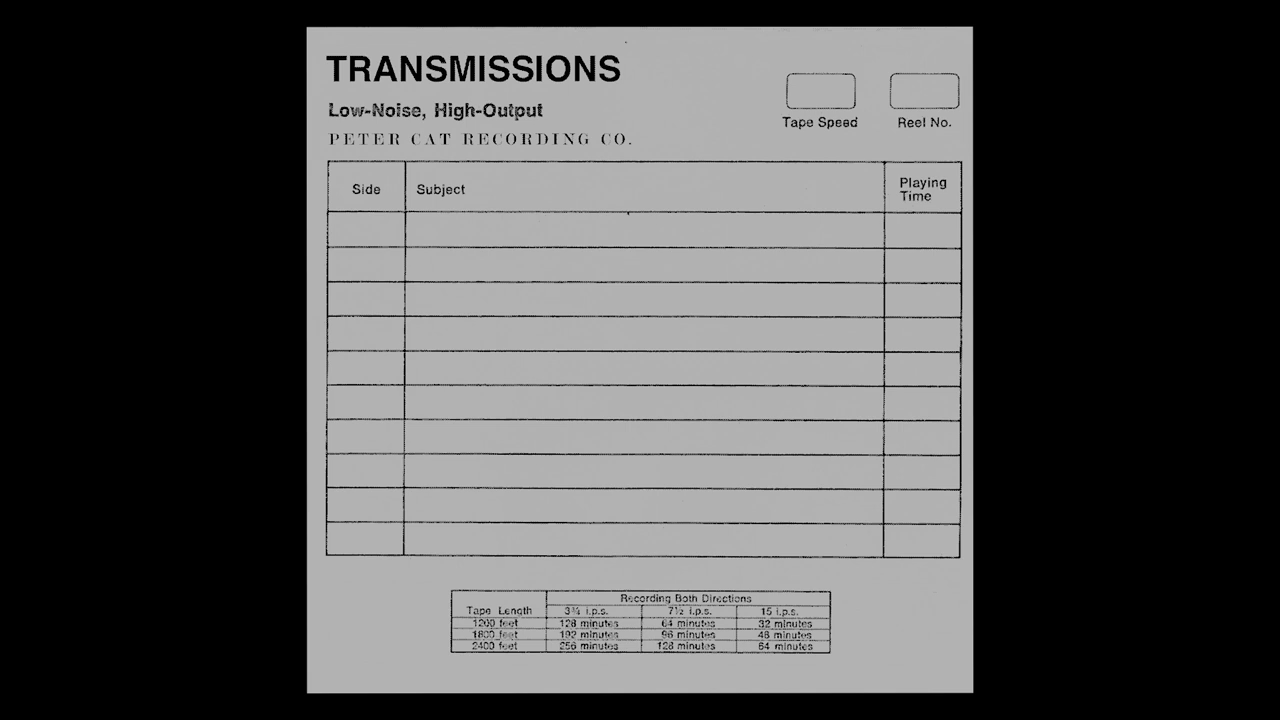 TRANSMISSIONS
Low-Noise, High-Output
PETER CAT RECORDING CO.
Tape Speed
Reel No.
Side Subject Playing Time
Recording Both Directions
Tape Length 3¾ i.p.s. 7½ i.p.s. 15 i.p.s.
1200 feet 128 minutes 64 minutes 32 minutes
1800 feet 192 minutes 96 minutes 48 minutes
2400 feet 256 minutes 128 minutes 64 minutes